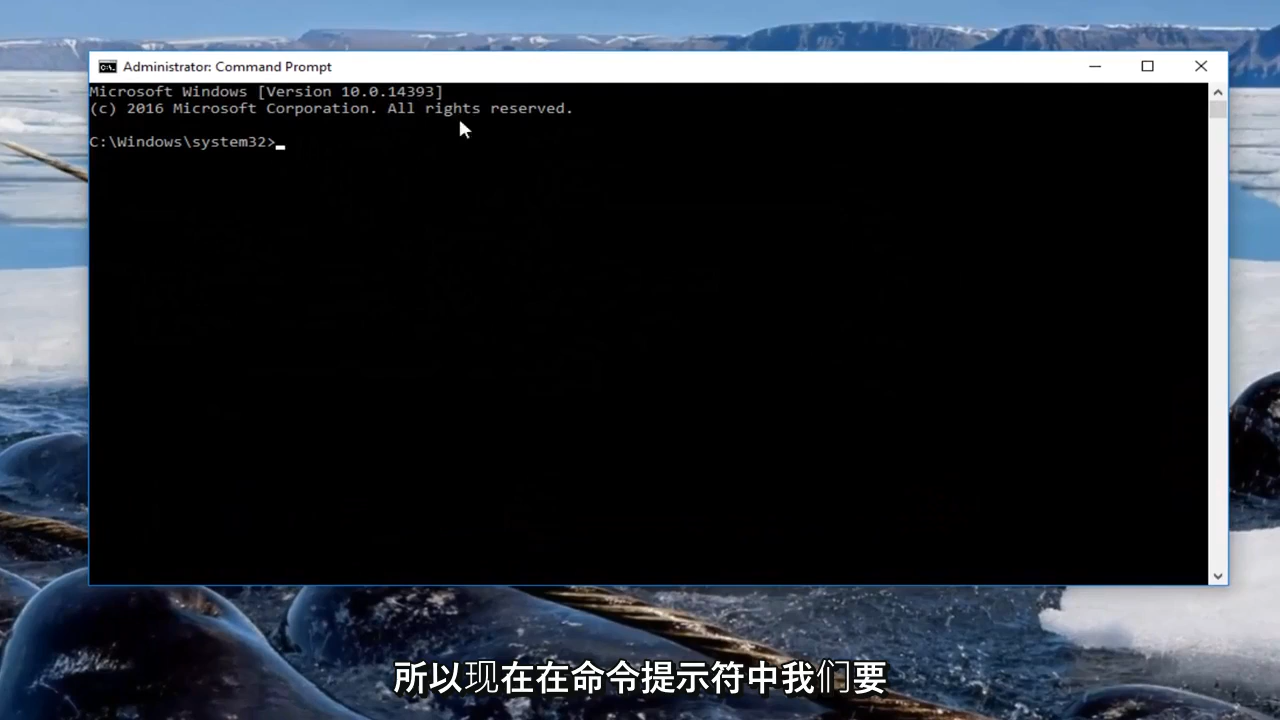 Administrator: Command Prompt
Microsoft Windows [Version 10.0.14393]
(c) 2016 Microsoft Corporation. All rights reserved.
C:\Windows\system32>
所以现在在命令提示符中我们要